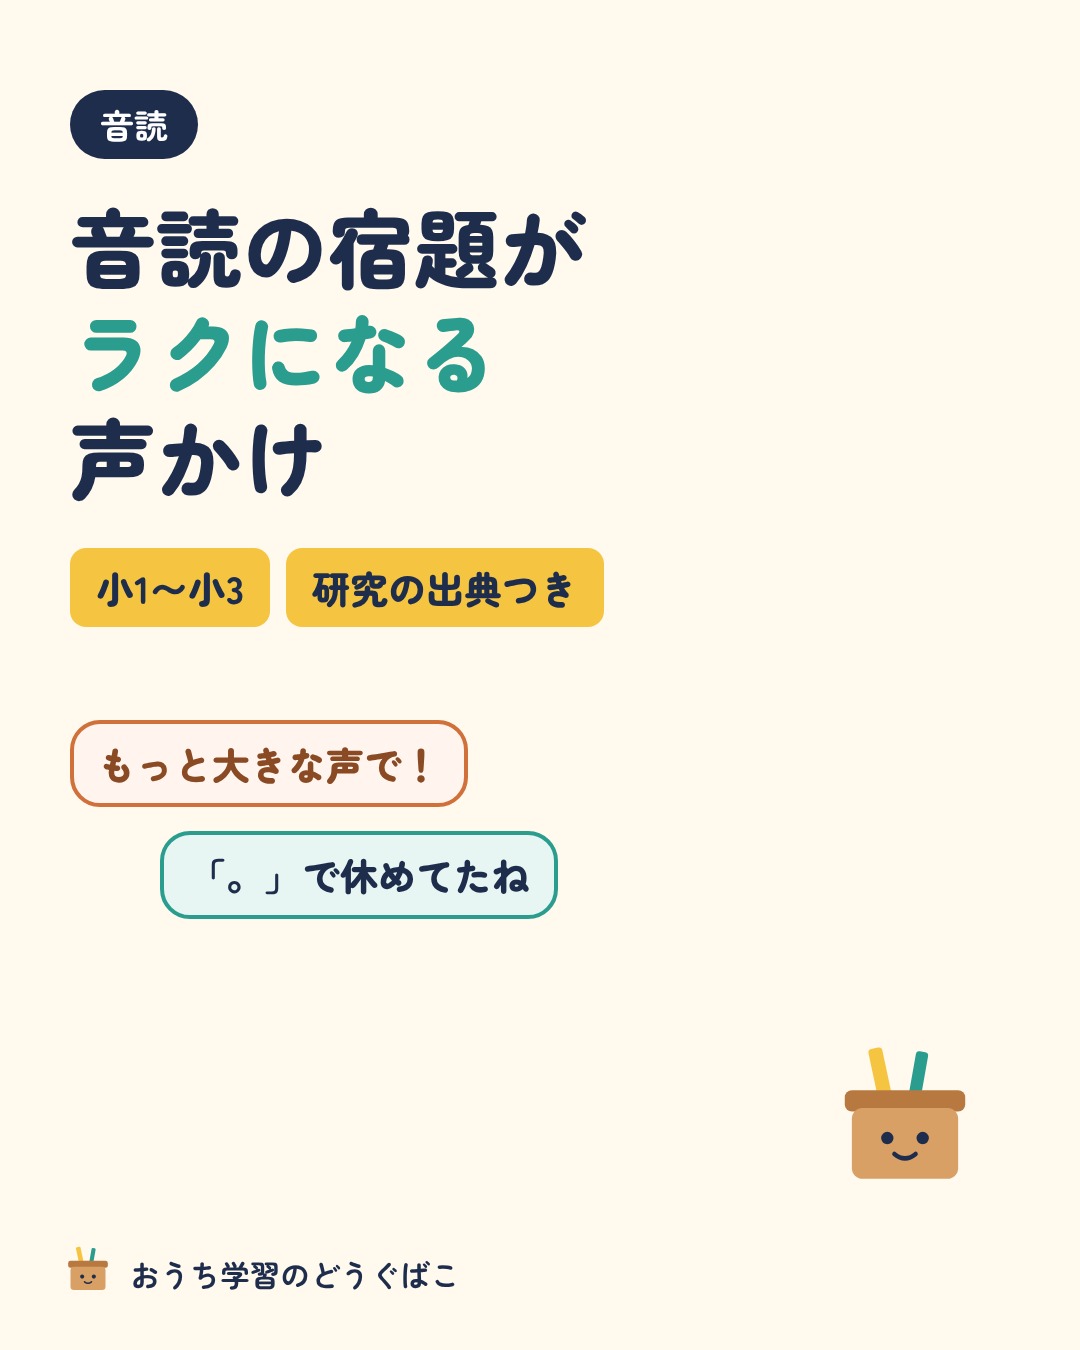 音読
音読の宿題が
ラクになる
声かけ
小1〜小3
研究の出典つき
もっと大きな声で！
「。」で休めてたね
おうち学習のどうぐばこ